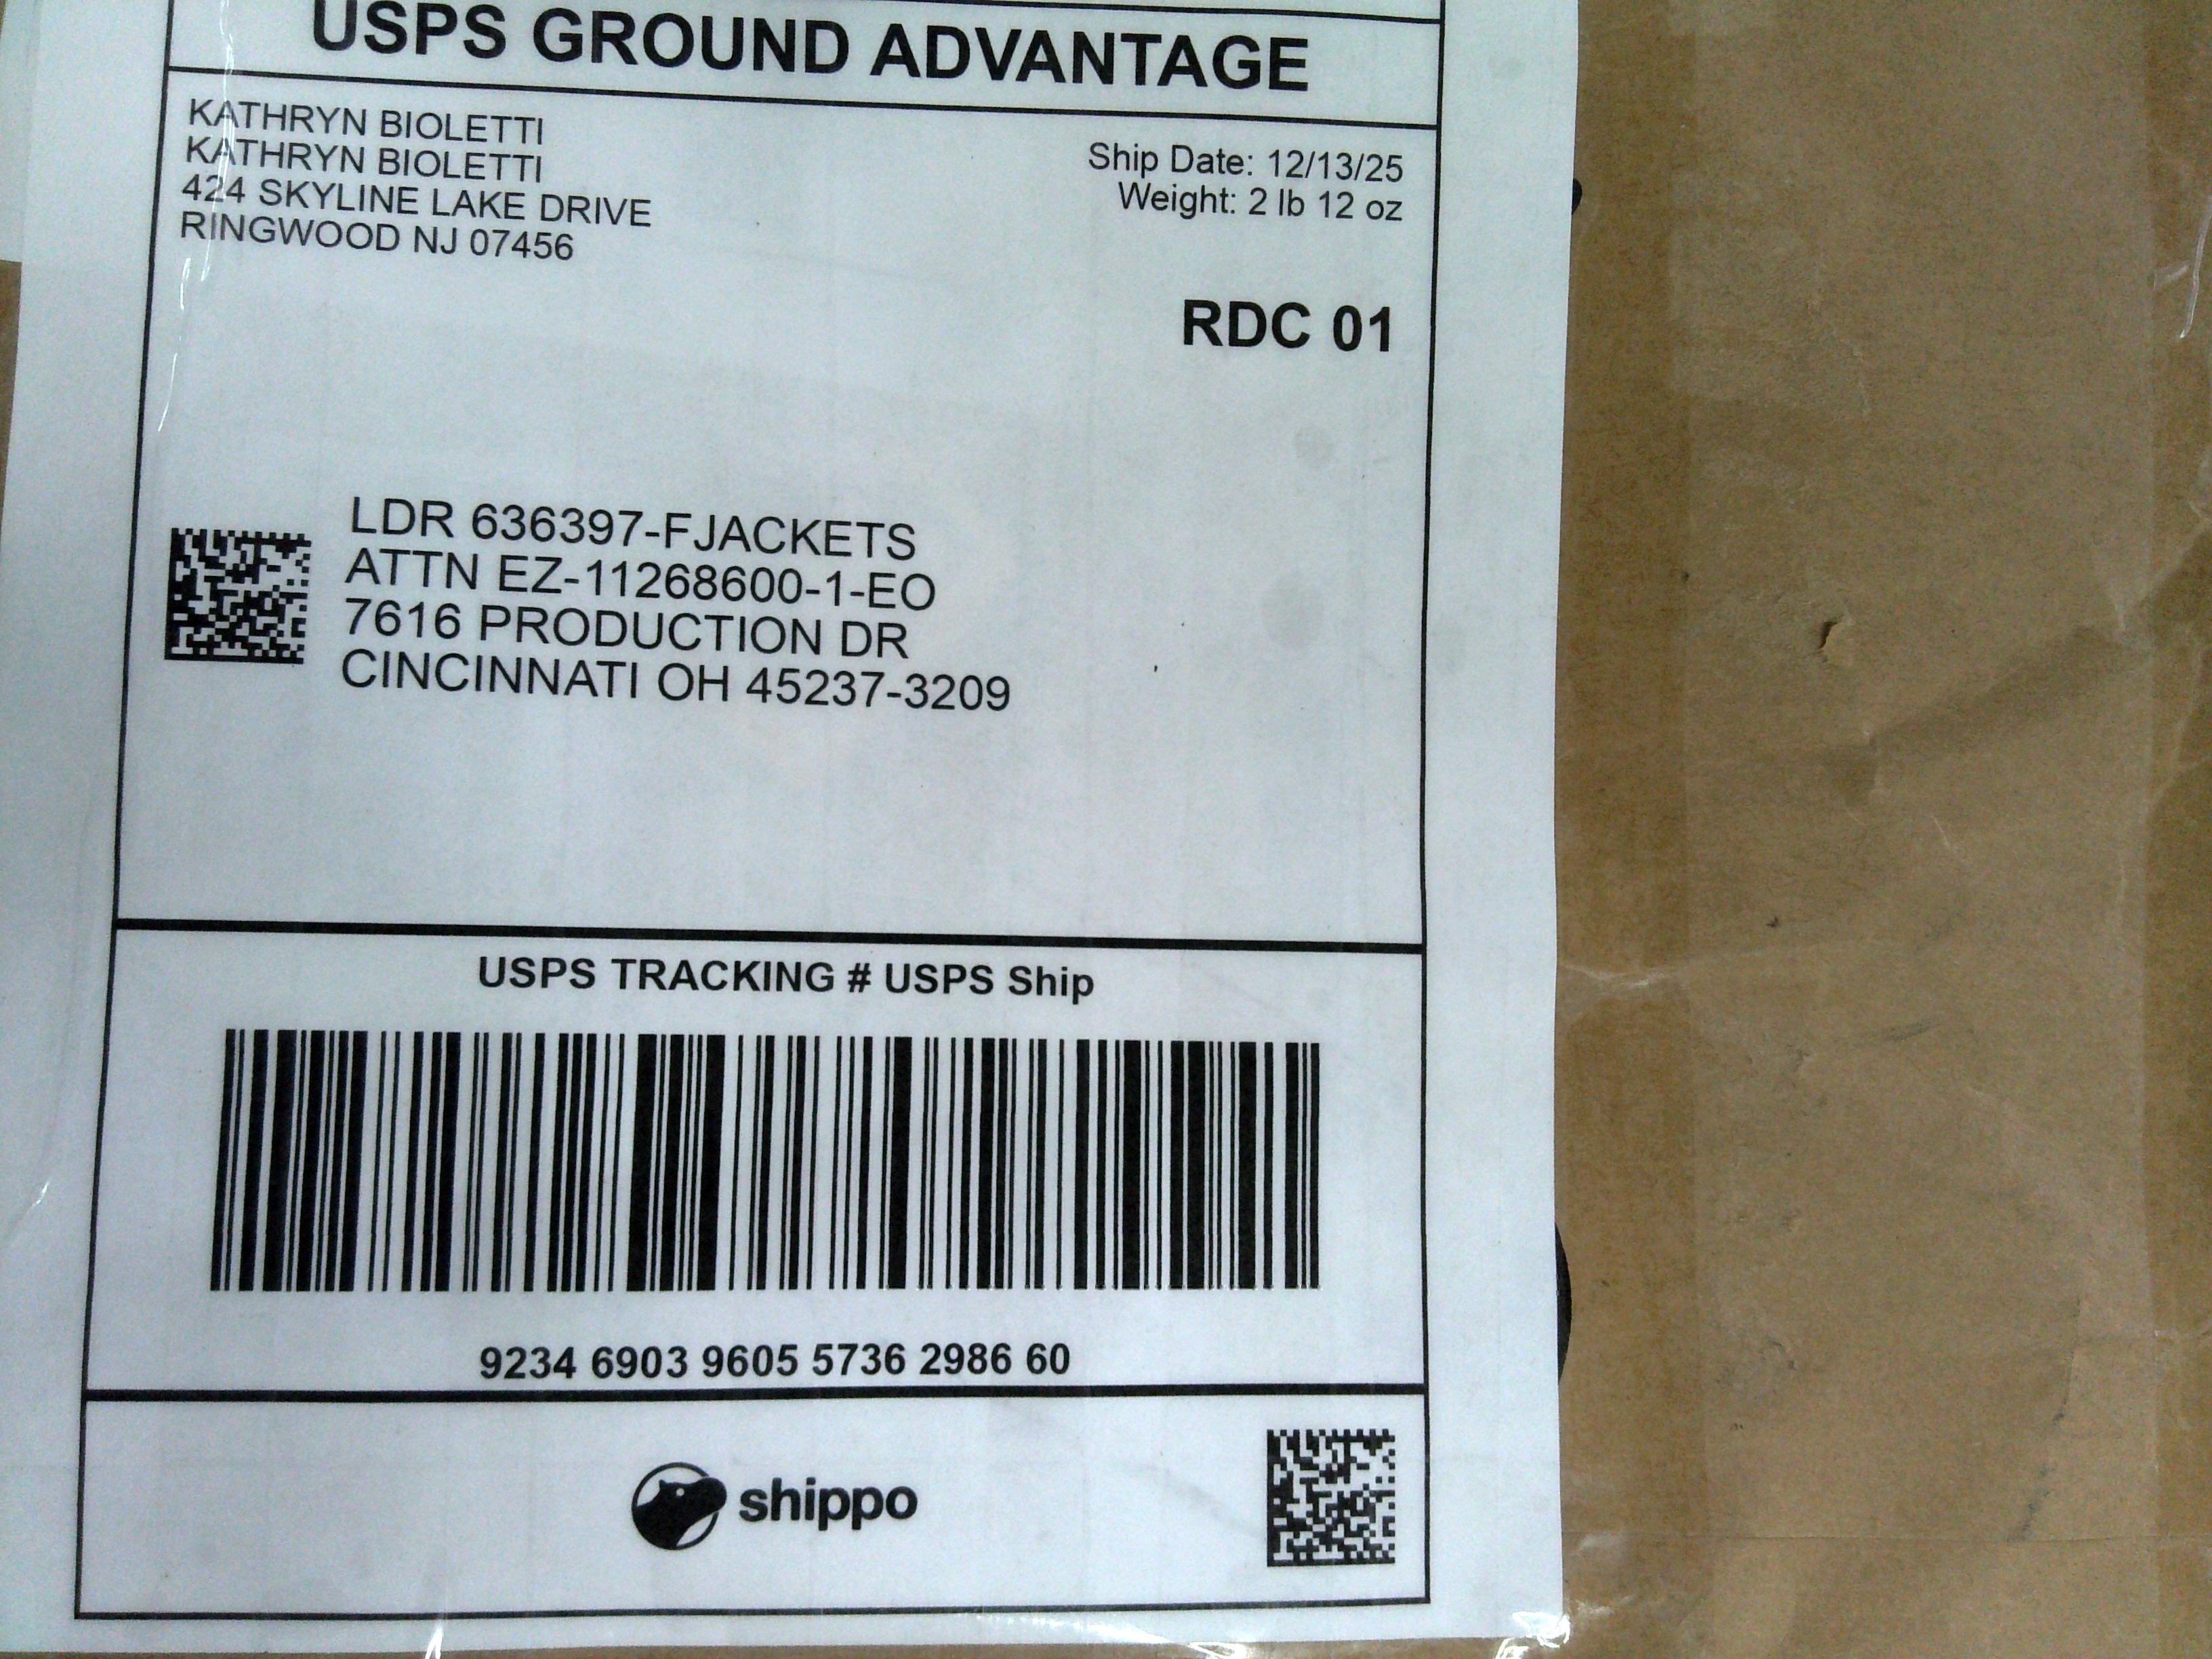 USPS GROUND ADVANTAGE
KATHRYN BIOLETTI
KATHRYN BIOLETTI
424 SKYLINE LAKE DRIVE
RINGWOOD NJ 07456
Ship Date: 12/13/25
Weight: 2 lb 12 oz
RDC 01
LDR 636397-FJACKETS
ATTN EZ-11268600-1-EO
7616 PRODUCTION DR
CINCINNATI OH 45237-3209
USPS TRACKING # USPS Ship
9234 6903 9605 5736 2986 60
shippo